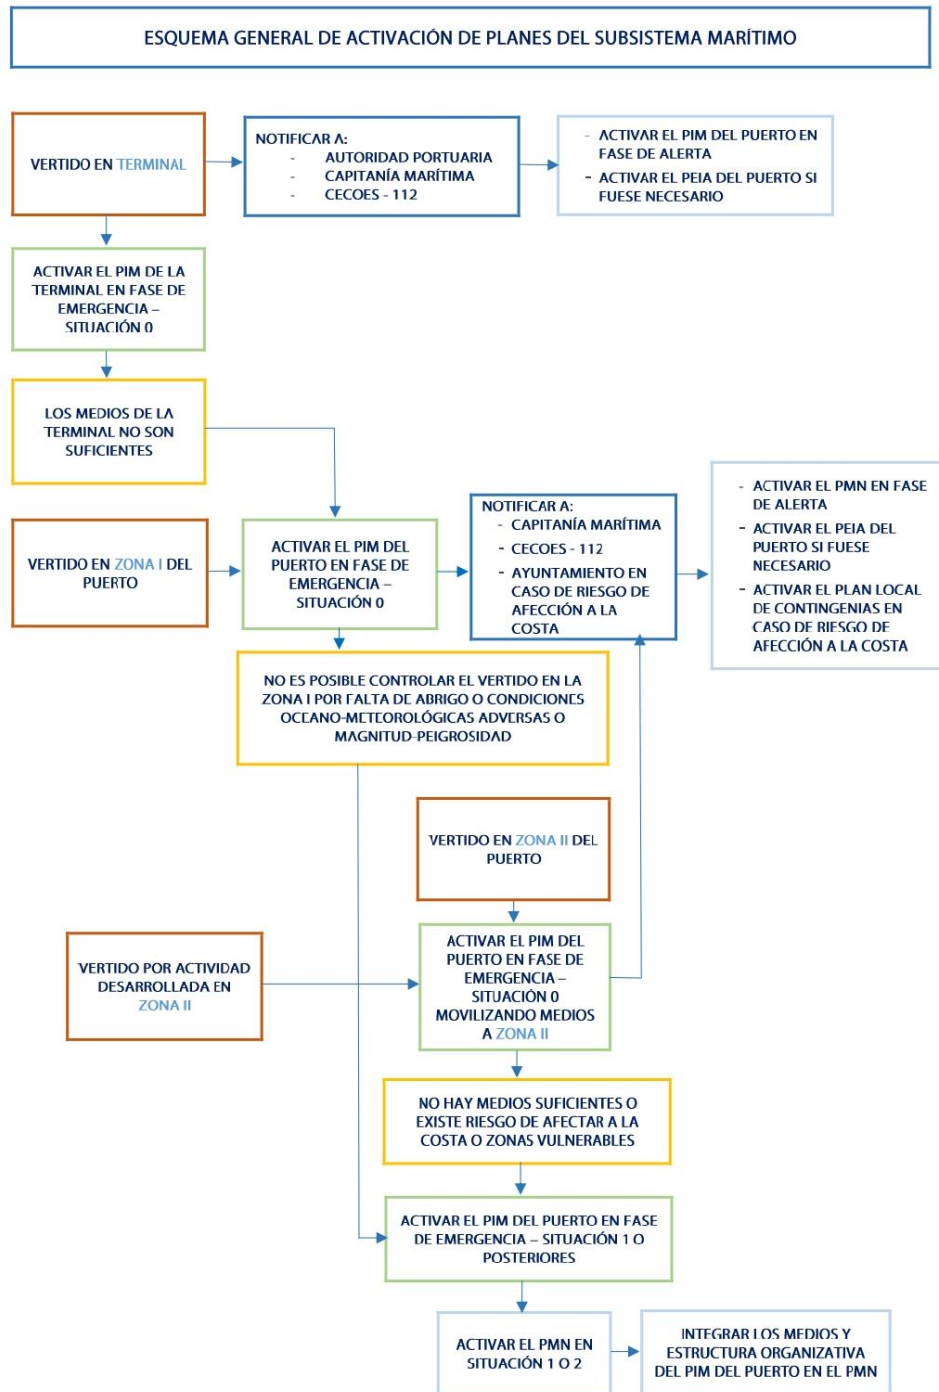 ESQUEMA GENERAL DE ACTIVACIÓN DE PLANES DEL SUBSISTEMA MARÍTIMO
VERTIDO EN TERMINAL
NOTIFICAR A:
- AUTORIDAD PORTUARIA
- CAPITANÍA MARÍTIMA
- CECOES - 112
- ACTIVAR EL PIM DEL PUERTO EN
FASE DE ALERTA
- ACTIVAR EL PEIA DEL PUERTO SI
FUESE NECESARIO
ACTIVAR EL PIM DE LA
TERMINAL EN FASE DE
EMERGENCIA –
SITUACIÓN 0
LOS MEDIOS DE LA
TERMINAL NO SON
SUFICIENTES
VERTIDO EN ZONA I DEL
PUERTO
ACTIVAR EL PIM DEL
PUERTO EN FASE DE
EMERGENCIA –
SITUACIÓN 0
NOTIFICAR A:
- CAPITANÍA MARÍTIMA
- CECOES - 112
- AYUNTAMIENTO EN
CASO DE RIESGO DE
AFECCIÓN A LA
COSTA
- ACTIVAR EL PMN EN FASE
DE ALERTA
- ACTIVAR EL PEIA DEL
PUERTO SI FUESE
NECESARIO
- ACTIVAR EL PLAN LOCAL
DE CONTINGENIAS EN
CASO DE RIESGO DE
AFECCIÓN A LA COSTA
NO ES POSIBLE CONTROLAR EL VERTIDO EN LA
ZONA I POR FALTA DE ABRIGO O CONDICIONES
OCEANO-METEOROLÓGICAS ADVERSAS O
MAGNITUD-PEIGROSIDAD
VERTIDO EN ZONA II DEL
PUERTO
VERTIDO POR ACTIVIDAD
DESARROLLADA EN
ZONA II
ACTIVAR EL PIM DEL
PUERTO EN FASE DE
EMERGENCIA –
SITUACIÓN 0
MOVILIZANDO MEDIOS
A ZONA II
NO HAY MEDIOS SUFICIENTES O
EXISTE RIESGO DE AFECTAR A LA
COSTA O ZONAS VULNERABLES
ACTIVAR EL PIM DEL PUERTO EN FASE
DE EMERGENCIA – SITUACIÓN 1 O
POSTERIORES
ACTIVAR EL PMN EN
SITUACIÓN 1 O 2
INTEGRAR LOS MEDIOS Y
ESTRUCTURA ORGANIZATIVA
DEL PIM DEL PUERTO EN EL PMN